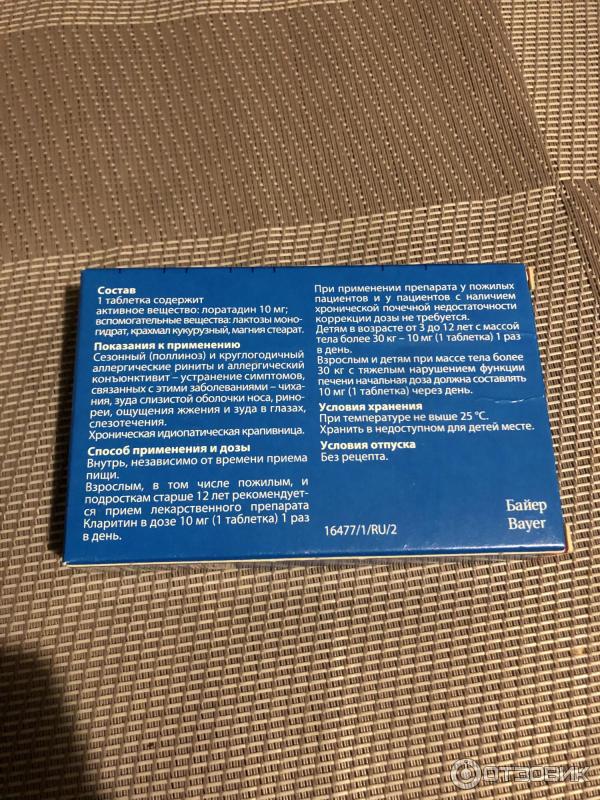 Состав
1 таблетка содержит
активное вещество: лоратадин 10 мг;
вспомогательные вещества: лактозы моно-
гидрат, крахмал кукурузный, магния стеарат.
Показания к применению
Сезонный (поллиноз) и круглогодичный
аллергические риниты и аллергический
конъюнктивит – устранение симптомов,
связанных с этими заболеваниями – чиха-
ния, зуда слизистой оболочки носа, рино-
реи, ощущения жжения и зуда в глазах,
слезотечения.
Хроническая идиопатическая крапивница.
Способ применения и дозы
Внутрь, независимо от времени приема
пищи.
Взрослым, в том числе пожилым, и
подросткам старше 12 лет рекомендует-
ся прием лекарственного препарата
Кларитин в дозе 10 мг (1 таблетка) 1 раз
в день.
При применении препарата у пожилых
пациентов и у пациентов с наличием
хронической почечной недостаточности
коррекции дозы не требуется.
Детям в возрасте от 3 до 12 лет с массой
тела более 30 кг – 10 мг (1 таблетка) 1 раз
в день.
Взрослым и детям при массе тела более
30 кг с тяжелым нарушением функции
печени начальная доза должна составлять
10 мг (1 таблетка) через день.
Условия хранения
При температуре не выше 25 °C.
Хранить в недоступном для детей месте.
Условия отпуска
Без рецепта.
16477/1/RU/2
Байер
Bayer
ОТЗОВИК